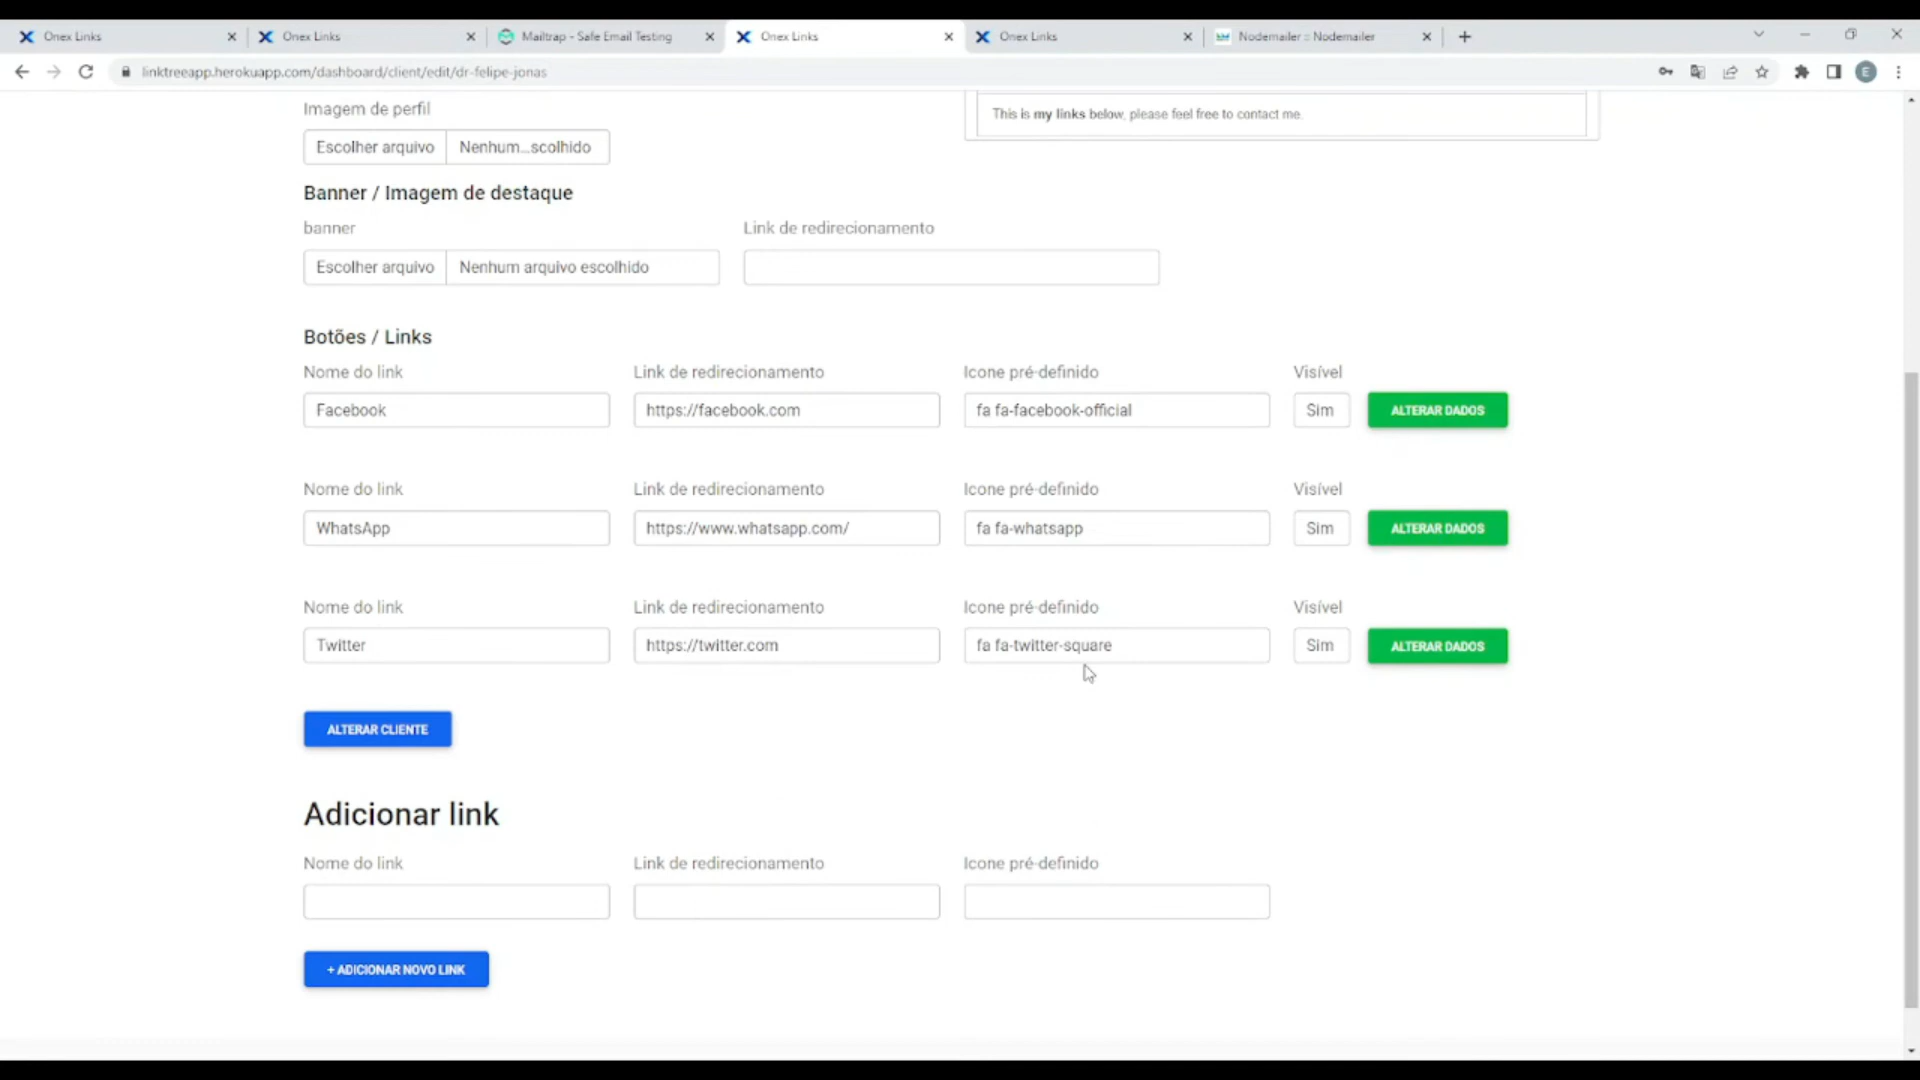 Onex Links
Onex Links
Mailtrap - Safe Email Testing
Onex Links
Onex Links
Nodemailer :: Nodemailer
linktreeapp.herokuapp.com/dashboard/client/edit/dr-felipe-jonas
E
Imagem de perfil
Escolher arquivo Nenhum...scolhido
This is my links below, please feel free to contact me.
Banner / Imagem de destaque
banner Link de redirecionamento
Escolher arquivo Nenhum arquivo escolhido
Botões / Links
Nome do link Link de redirecionamento Icone pré-definido Visível
Facebook https://facebook.com fa fa-facebook-official Sim ALTERAR DADOS
Nome do link Link de redirecionamento Icone pré-definido Visível
WhatsApp https://www.whatsapp.com/ fa fa-whatsapp Sim ALTERAR DADOS
Nome do link Link de redirecionamento Icone pré-definido Visível
Twitter https://twitter.com fa fa-twitter-square Sim ALTERAR DADOS
ALTERAR CLIENTE
Adicionar link
Nome do link Link de redirecionamento Icone pré-definido
+ ADICIONAR NOVO LINK